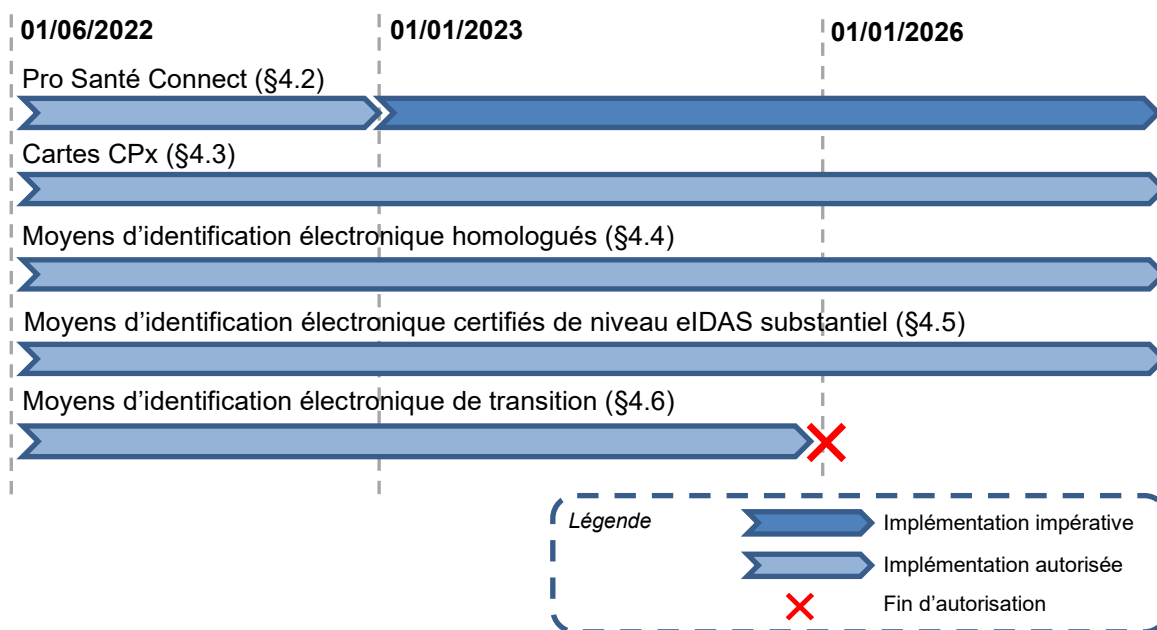 01/06/2022 01/01/2023 01/01/2026
Pro Santé Connect (§4.2)
Cartes CPx (§4.3)
Moyens d’identification électronique homologués (§4.4)
Moyens d’identification électronique certifiés de niveau eIDAS substantiel (§4.5)
Moyens d’identification électronique de transition (§4.6)
Légende
Implémentation impérative
Implémentation autorisée
Fin d’autorisation